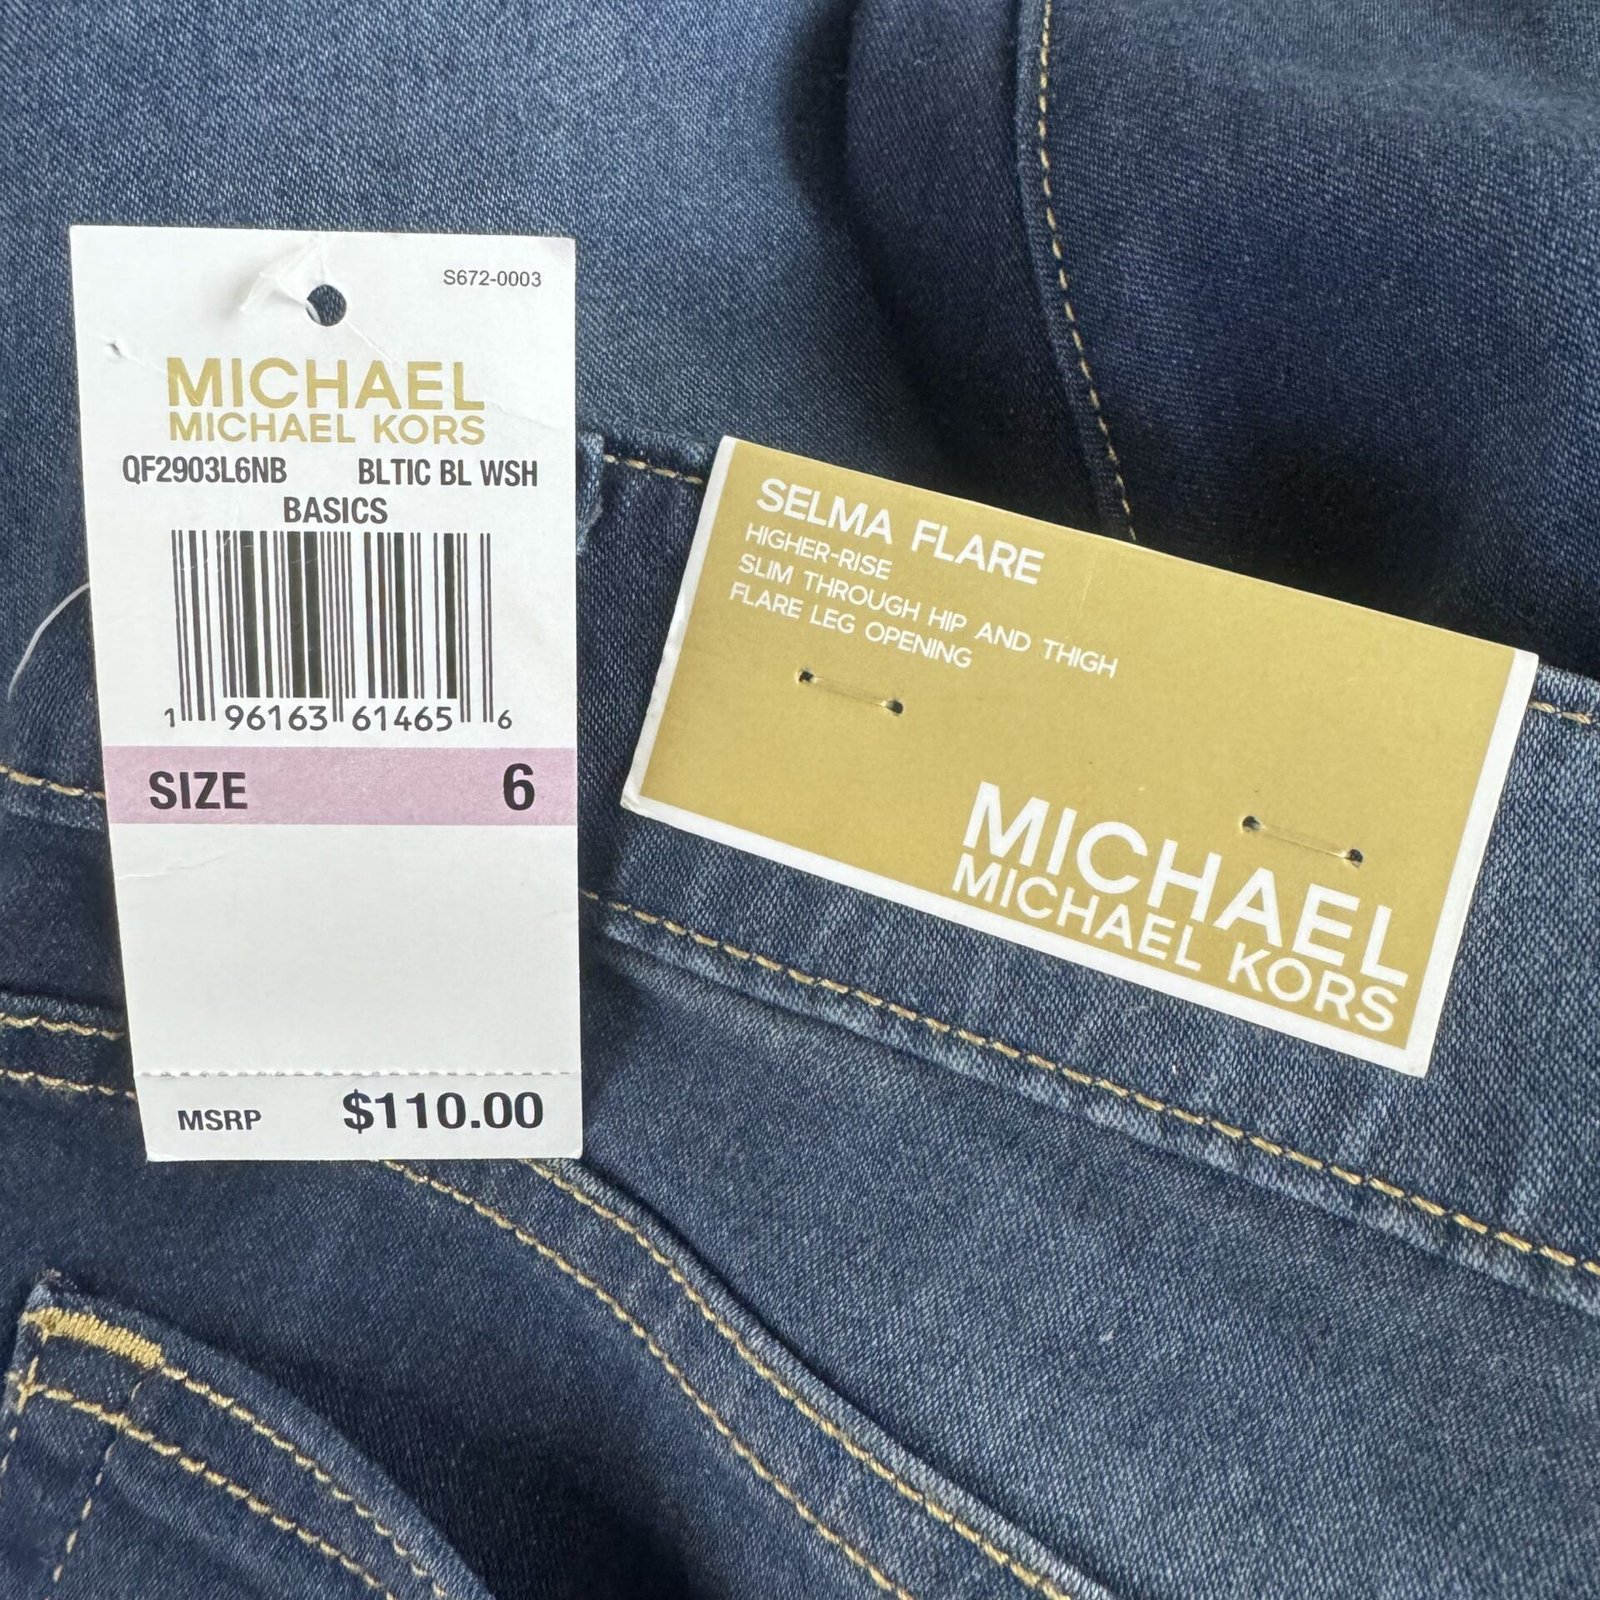 S672-0003
MICHAEL
MICHAEL KORS
QF2903L6NB BLTIC BL WSH
BASICS
1 96163 61465 6
SIZE 6
MSRP $110.00
SELMA FLARE
HIGHER-RISE
SLIM THROUGH HIP AND THIGH
FLARE LEG OPENING
MICHAEL
MICHAEL KORS